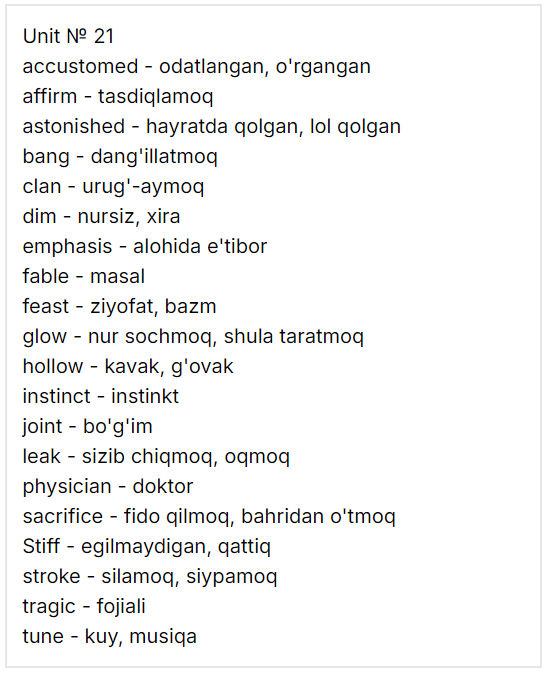 Unit № 21
accustomed - odatlangan, o'rgangan
affirm - tasdiqlamoq
astonished - hayratda qolgan, lol qolgan
bang - dang'illatmoq
clan - urug'-aymoq
dim - nursiz, xira
emphasis - alohida e'tibor
fable - masal
feast - ziyofat, bazm
glow - nur sochmoq, shula taratmoq
hollow - kavak, g'ovak
instinct - instinkt
joint - bo'g'im
leak - sizib chiqmoq, oqmoq
physician - doktor
sacrifice - fido qilmoq, bahridan o'tmoq
Stiff - egilmaydigan, qattiq
stroke - silamoq, siypamoq
tragic - fojiali
tune - kuy, musiqa